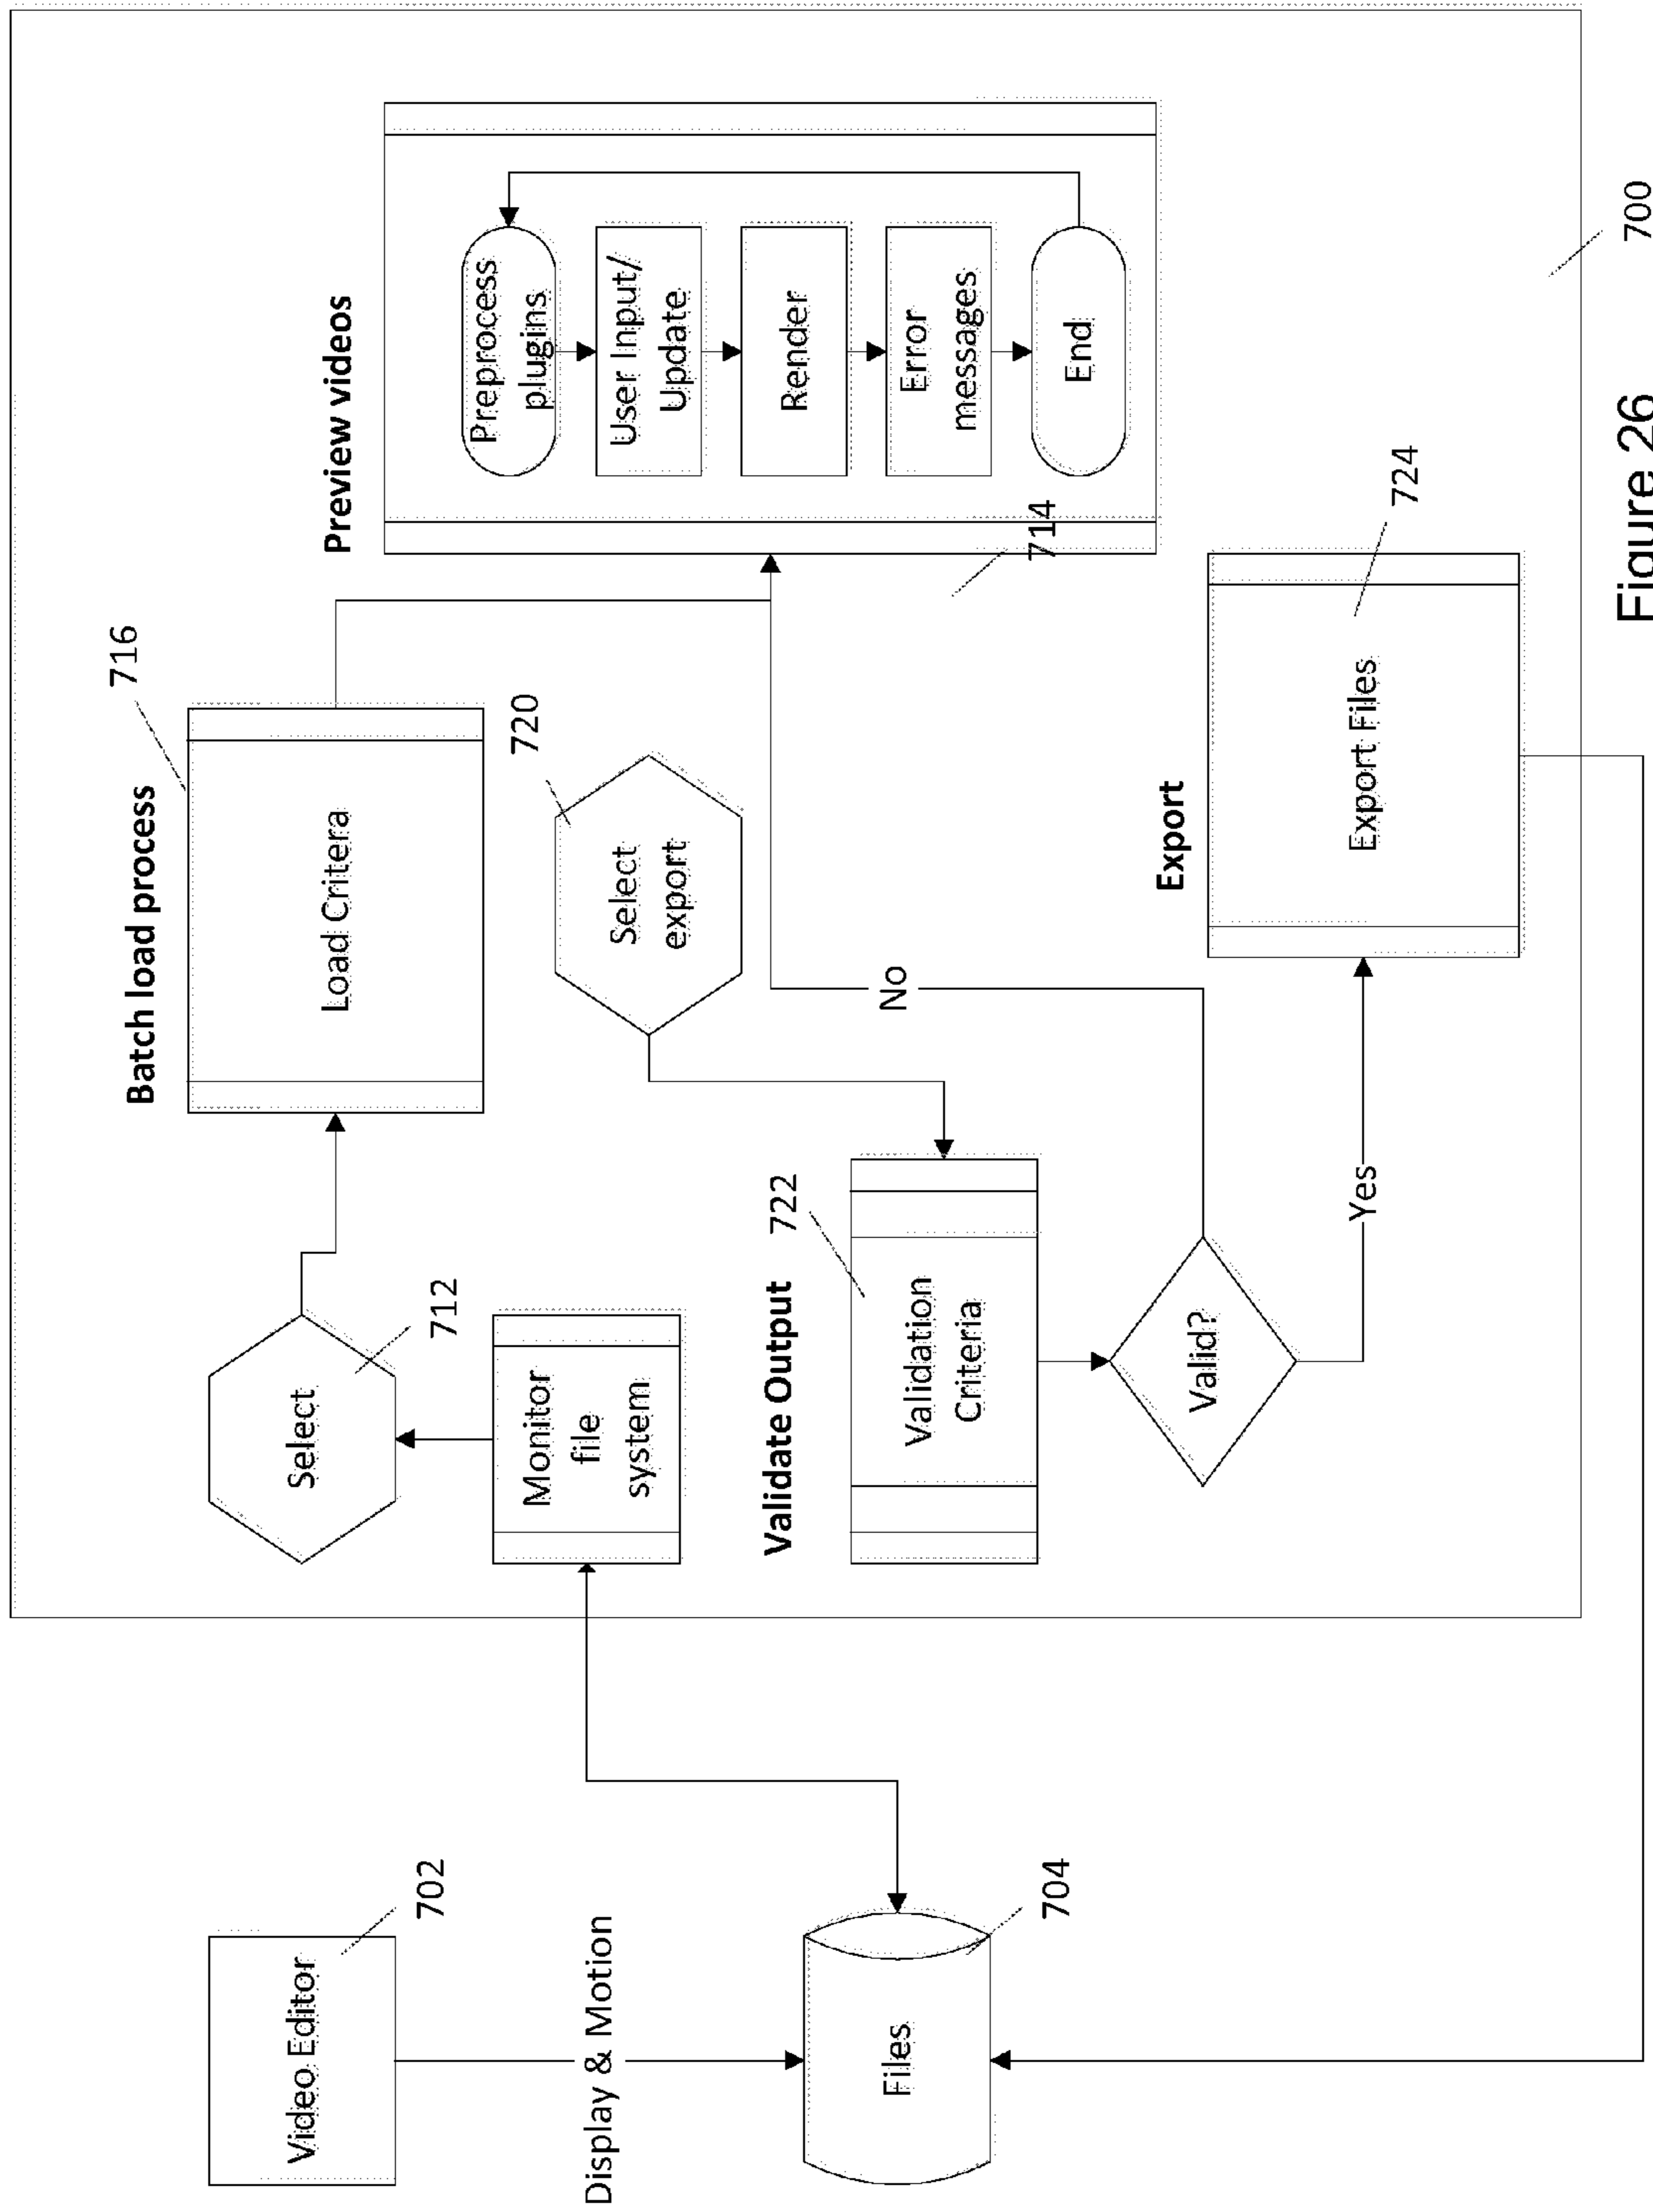 Batch load process
716
Load Critera
Select
712
Monitor
file
system
720
Select
export
Preview videos
Preprocess
plugins
User Input/
Update
Render
Error
messages
End
714
Video Editor
702
Display & Motion
Files
704
Validate Output
722
Validation
Criteria
Valid?
No
Yes
Export
Export Files
724
700
Figure 26